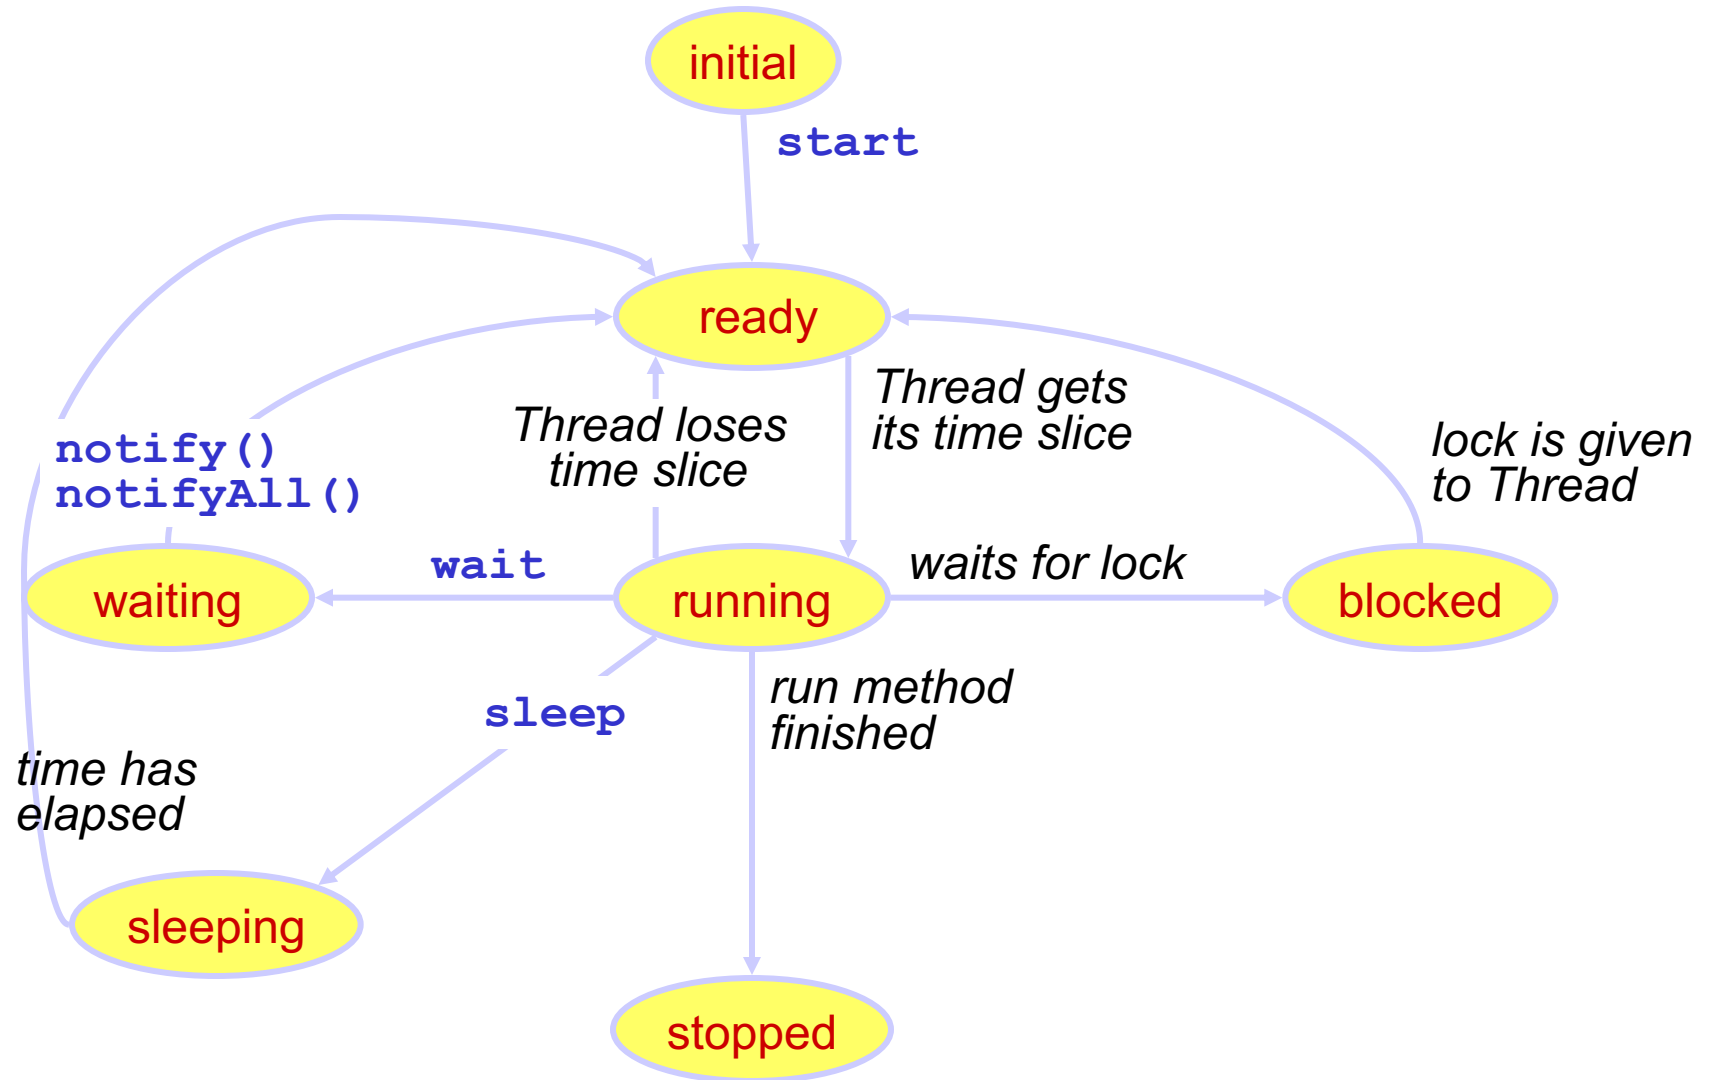 initial
start
ready
Thread gets
its time slice
Thread loses
time slice
notify()
notifyAll()
lock is given
to Thread
wait
waits for lock
waiting
running
blocked
sleep
run method
finished
time has
elapsed
sleeping
stopped